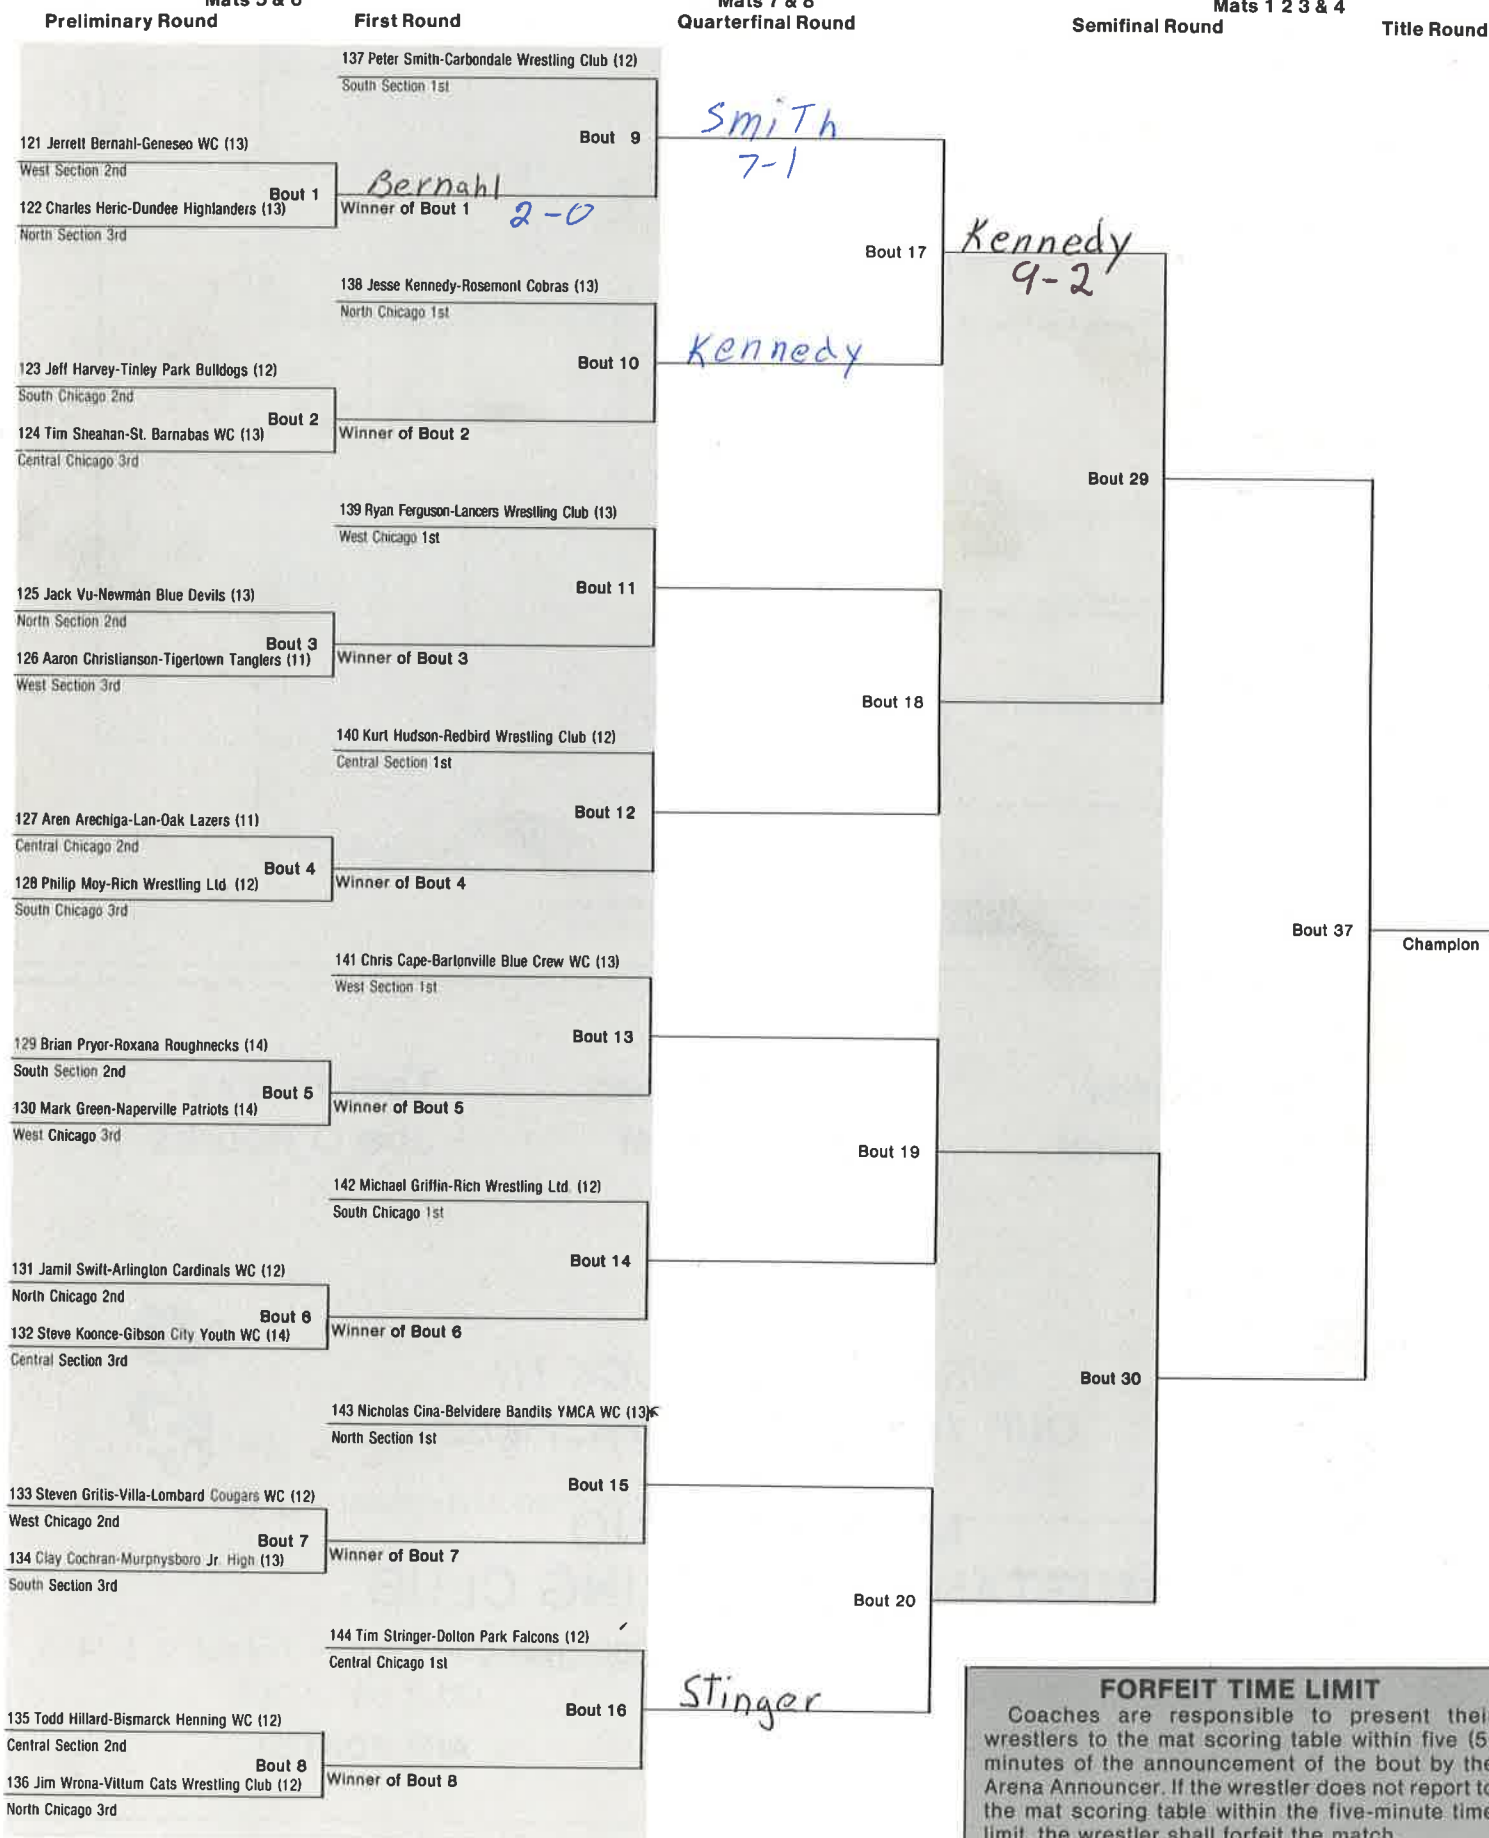 Mats 5 & 6
Mats 7 & 8
Mats 1 2 3 & 4
Preliminary Round
First Round
Quarterfinal Round
Semifinal Round
Title Round
137 Peter Smith-Carbondale Wrestling Club (12)
South Section 1st
Bout 9
Smith
7-1
121 Jerrett Bernahl-Geneseo WC (13)
West Section 2nd
Bout 1
Bernahl
122 Charles Heric-Dundee Highlanders (13)
Winner of Bout 1
2-0
North Section 3rd
Bout 17
Kennedy
9-2
138 Jesse Kennedy-Rosemont Cobras (13)
North Chicago 1st
Bout 10
Kennedy
123 Jeff Harvey-Tinley Park Bulldogs (12)
South Chicago 2nd
Bout 2
124 Tim Sheahan-St. Barnabas WC (13)
Winner of Bout 2
Central Chicago 3rd
Bout 29
139 Ryan Ferguson-Lancers Wrestling Club (13)
West Chicago 1st
Bout 11
125 Jack Vu-Newman Blue Devils (13)
North Section 2nd
Bout 3
126 Aaron Christianson-Tigertown Tanglers (11)
Winner of Bout 3
West Section 3rd
Bout 18
140 Kurt Hudson-Redbird Wrestling Club (12)
Central Section 1st
Bout 12
127 Aren Arechiga-Lan-Oak Lazers (11)
Central Chicago 2nd
Bout 4
128 Philip Moy-Rich Wrestling Ltd (12)
Winner of Bout 4
South Chicago 3rd
Bout 37
Champion
141 Chris Cape-Bartonville Blue Crew WC (13)
West Section 1st
Bout 13
129 Brian Pryor-Roxana Roughnecks (14)
South Section 2nd
Bout 5
130 Mark Green-Naperville Patriots (14)
Winner of Bout 5
West Chicago 3rd
Bout 19
142 Michael Griffin-Rich Wrestling Ltd. (12)
South Chicago 1st
Bout 14
131 Jamil Swift-Arlington Cardinals WC (12)
North Chicago 2nd
Bout 6
132 Steve Koonce-Gibson City Youth WC (14)
Winner of Bout 6
Central Section 3rd
Bout 30
143 Nicholas Cina-Belvidere Bandits YMCA WC (13)
North Section 1st
Bout 15
133 Steven Gritis-Villa-Lombard Cougars WC (12)
West Chicago 2nd
Bout 7
134 Clay Cochran-Murphysboro Jr. High (13)
Winner of Bout 7
South Section 3rd
Bout 20
144 Tim Stringer-Dolton Park Falcons (12)
Central Chicago 1st
Bout 16
Stinger
135 Todd Hillard-Bismarck Henning WC (12)
Central Section 2nd
Bout 8
136 Jim Wrona-Vittum Cats Wrestling Club (12)
Winner of Bout 8
North Chicago 3rd
FORFEIT TIME LIMIT
Coaches are responsible to present their
wrestlers to the mat scoring table within five (5)
minutes of the announcement of the bout by the
Arena Announcer. If the wrestler does not report to
the mat scoring table within the five-minute time
limit, the wrestler shall forfeit the match.